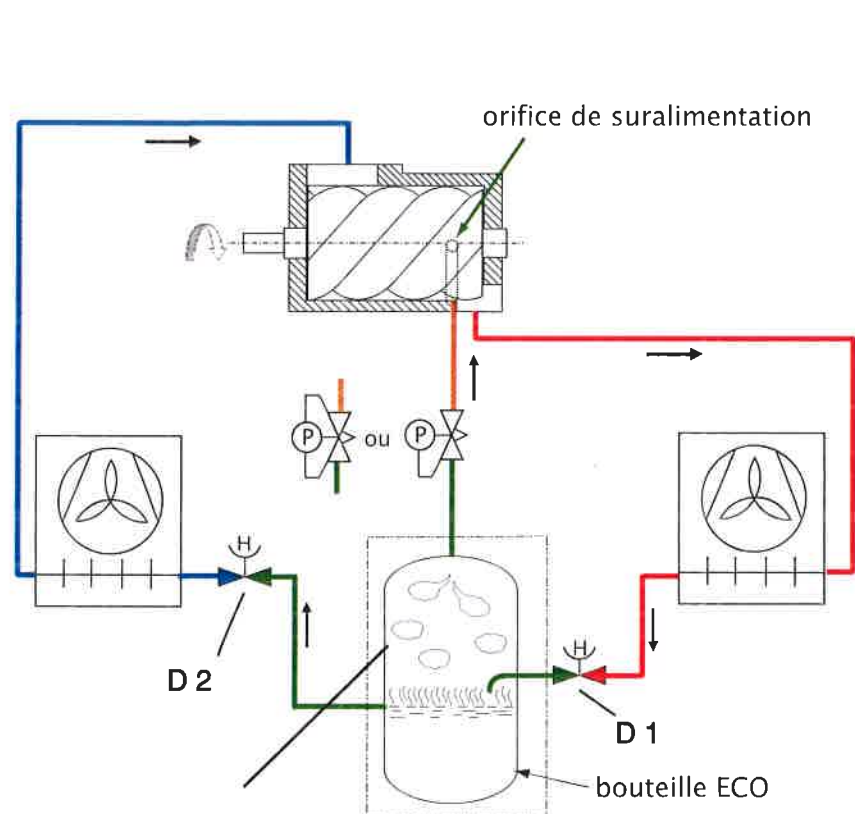 orifice de suralimentation
P
ou
P
H
H
D 2
D 1
bouteille ECO